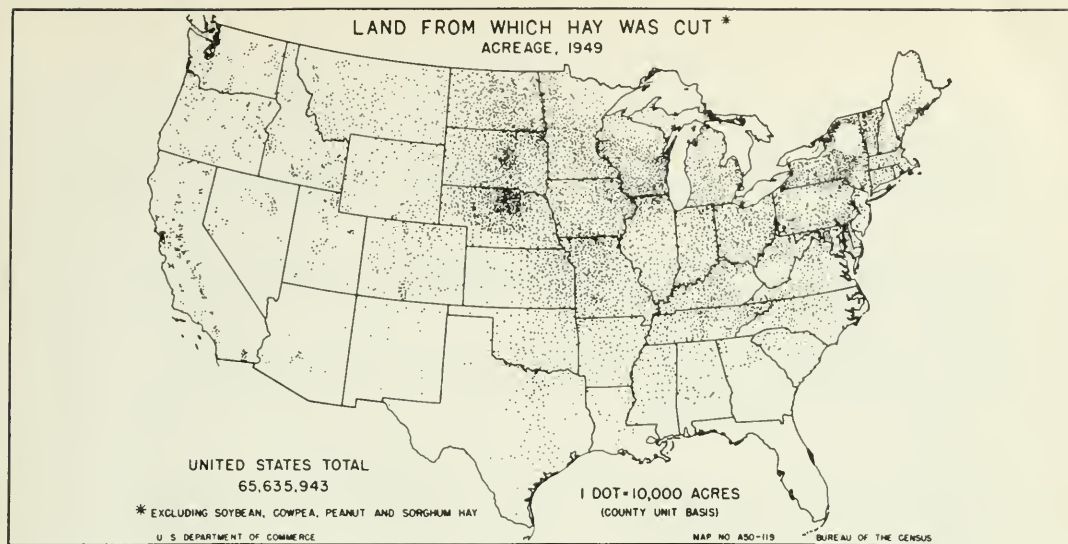 LAND FROM WHICH HAY WAS CUT *
ACREAGE, 1949
UNITED STATES TOTAL
65,635,943
1 DOT=10,000 ACRES
(COUNTY UNIT BASIS)
* EXCLUDING SOYBEAN, COWPEA, PEANUT AND SORGHUM HAY
U S DEPARTMENT OF COMMERCE
MAP NO A50-119
BUREAU OF THE CENSUS